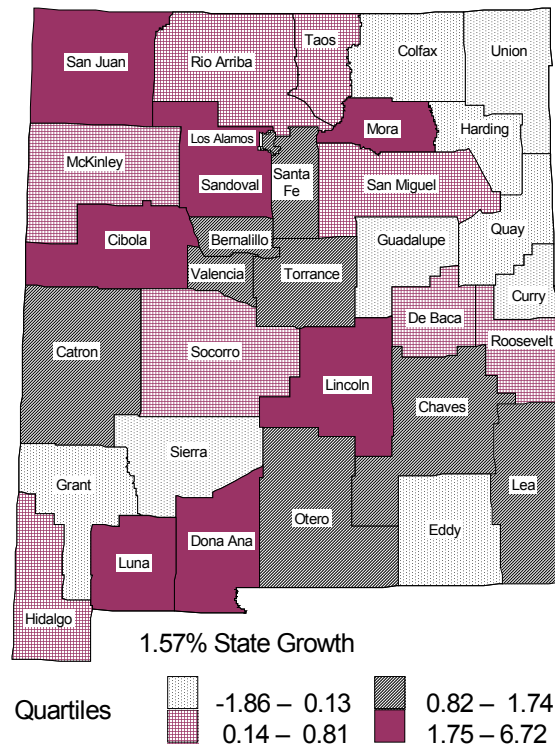 Taos
Colfax
Union
San Juan
Rio Arriba
Mora
Harding
Los Alamos
McKinley
Santa
Fe
Sandoval
San Miguel
Quay
Cibola
Bernalillo
Guadalupe
Valencia
Torrance
Curry
De Baca
Roosevelt
Catron
Socorro
Lincoln
Chaves
Sierra
Grant
Lea
Otero
Eddy
Dona Ana
Luna
Hidalgo
1.57% State Growth
Quartiles
-1.86 – 0.13
0.82 – 1.74
0.14 – 0.81
1.75 – 6.72